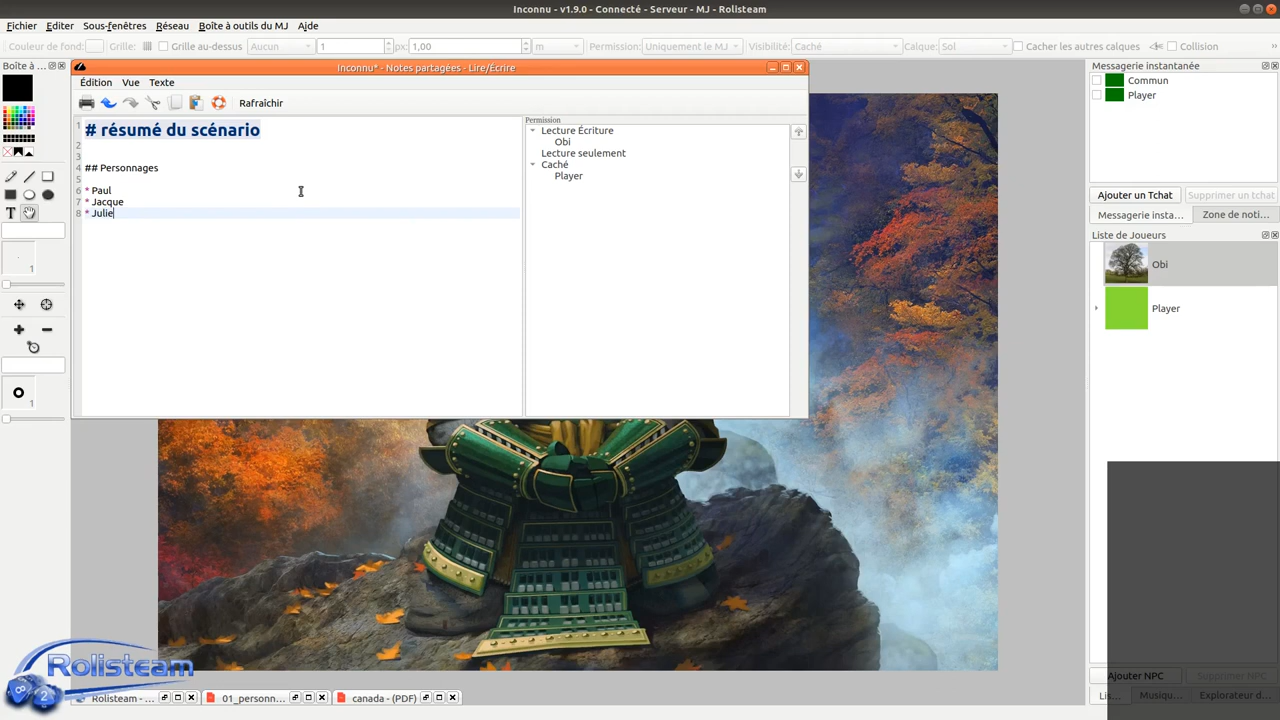 Inconnu - v1.9.0 - Connecté - Serveur - MJ - Rolisteam
Fichier Editer Sous-fenêtres Réseau Boîte à outils du MJ Aide
Couleur de fond: Grille: Grille au-dessus Aucun 1 px: 1,00 m Permission: Uniquement le MJ Visibilité: Caché Calque: Sol Cacher les autres calques Collision
Boîte à ...
Inconnu* - Notes partagées - Lire/Écrire
Édition Vue Texte
Rafraîchir
1 # résumé du scénario
2
3
4 ## Personnages
5
6 * Paul
7 * Jacque
8 * Julie
Permission
Lecture Écriture
Obi
Lecture seulement
Caché
Player
1
1
Messagerie instantanée
Commun
Player
Ajouter un Tchat Supprimer un tchat
Messagerie insta... Zone de noti...
Liste de Joueurs
Obi
Player
Ajouter NPC Supprimer NPC
Lis... Musiqu... Explorateur d...
Rolisteam
8 2
Rolisteam - ... 01_personn... canada - (PDF)